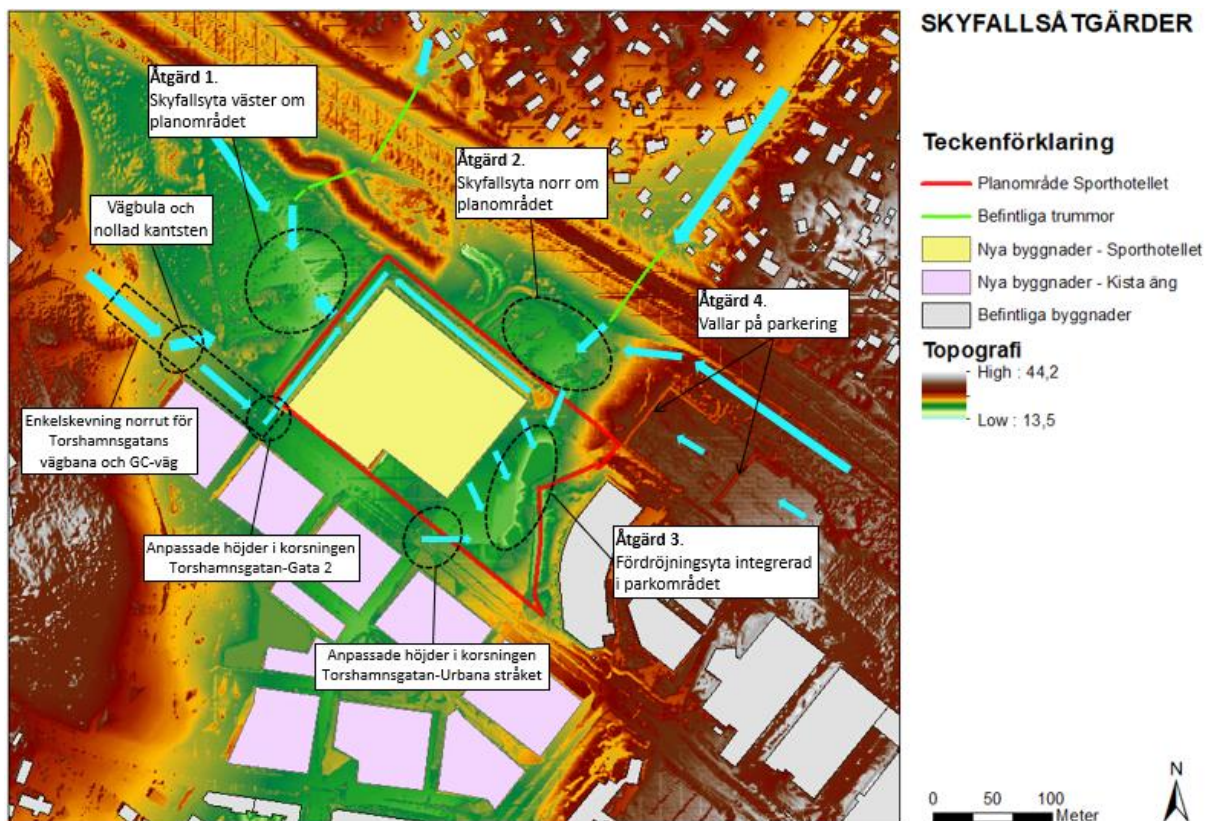 SKYFALLSÅTGÄRDER
Åtgärd 1.
Skyfallsyta väster om
planområdet
Åtgärd 2.
Skyfallsyta norr om
planområdet
Vägbula och
nollad kantsten
Åtgärd 4.
Vallar på parkering
Enkelskevning norrut för
Torshamnsgatans
vägbana och GC-väg
Anpassade höjder i korsningen
Torshamnsgatan-Gata 2
Åtgärd 3.
Fördröjningsyta integrerad
i parkområdet
Anpassade höjder i korsningen
Torshamnsgatan-Urbana stråket
Teckenförklaring
Planområde Sporthotellet
Befintliga trummor
Nya byggnader - Sporthotellet
Nya byggnader - Kista äng
Befintliga byggnader
Topografi
High : 44,2
Low : 13,5
N
0 50 100
Meter